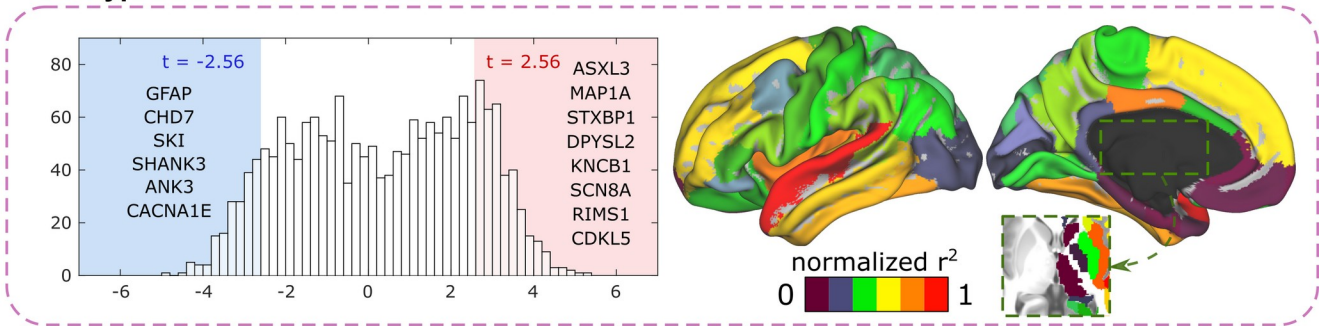 t = -2.56
GFAP
CHD7
SKI
SHANK3
ANK3
CACNA1E
t = 2.56
ASXL3
MAP1A
STXBP1
DPYSL2
KNCB1
SCN8A
RIMS1
CDKL5
80
60
40
20
0
-6 -4 -2 0 2 4 6
normalized r²
0 1